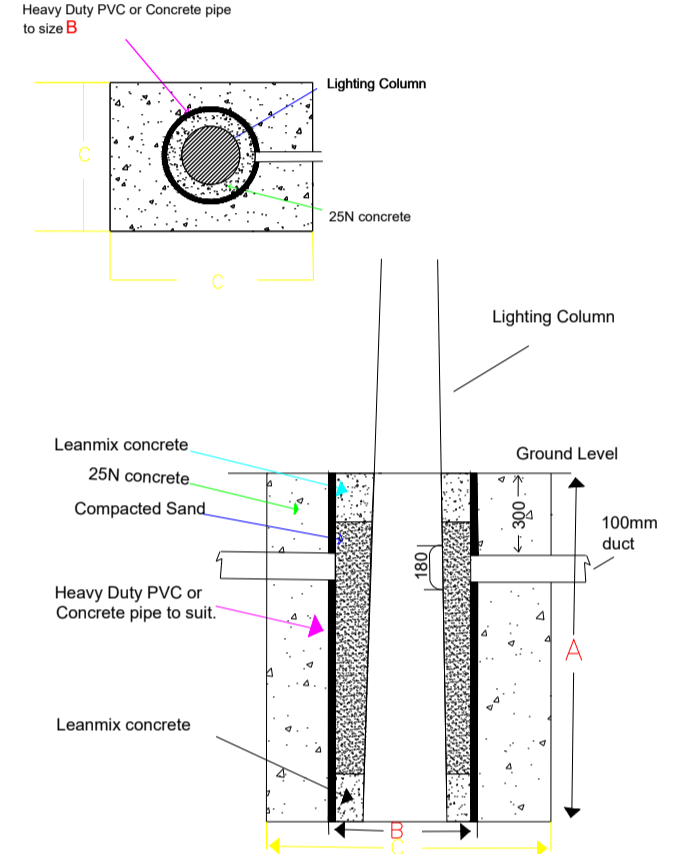 Heavy Duty PVC or Concrete pipe
to size B
Lighting Column
C
25N concrete
C
Lighting Column
Leanmix concrete
Ground Level
25N concrete
Compacted Sand
300
100mm
duct
180
Heavy Duty PVC or
Concrete pipe to suit.
A
Leanmix concrete
B
C